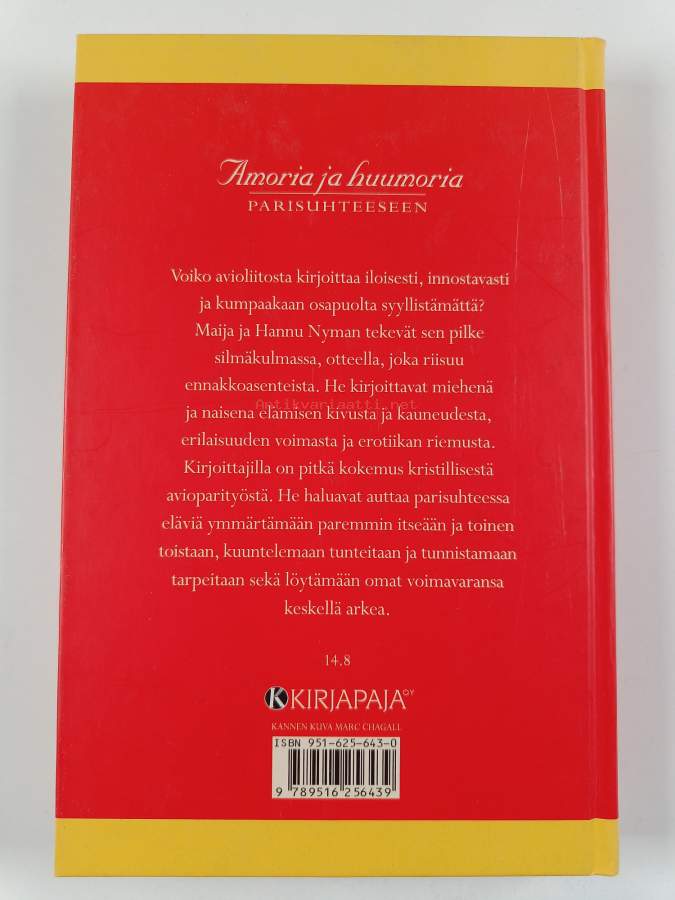 Amoria ja huumoria
PARISUHTEESEEN
Voiko avioliitosta kirjoittaa iloisesti, innostavasti
ja kumpaakaan osapuolta syyllistämättä?
Maija ja Hannu Nyman tekevät sen pilke
silmäkulmassa, otteella, joka riisuu
ennakkoasenteista. He kirjoittavat miehenä
Antikvariaatti.net
ja naisena elämisen kivusta ja kauneudesta,
erilaisuuden voimasta ja erotiikan riemusta.
Kirjoittajilla on pitkä kokemus kristillisestä
avioparityöstä. He haluavat auttaa parisuhteessa
eläviä ymmärtämään paremmin itseään ja toinen
toistaan, kuuntelemaan tunteitaan ja tunnistamaan
tarpeitaan sekä löytämään omat voimavaransa
keskellä arkea.
14.8
K KIRJAPAJA OY
KANNEN KUVA MARC CHAGALL
ISBN 951-625-643-0
9 789516 256439